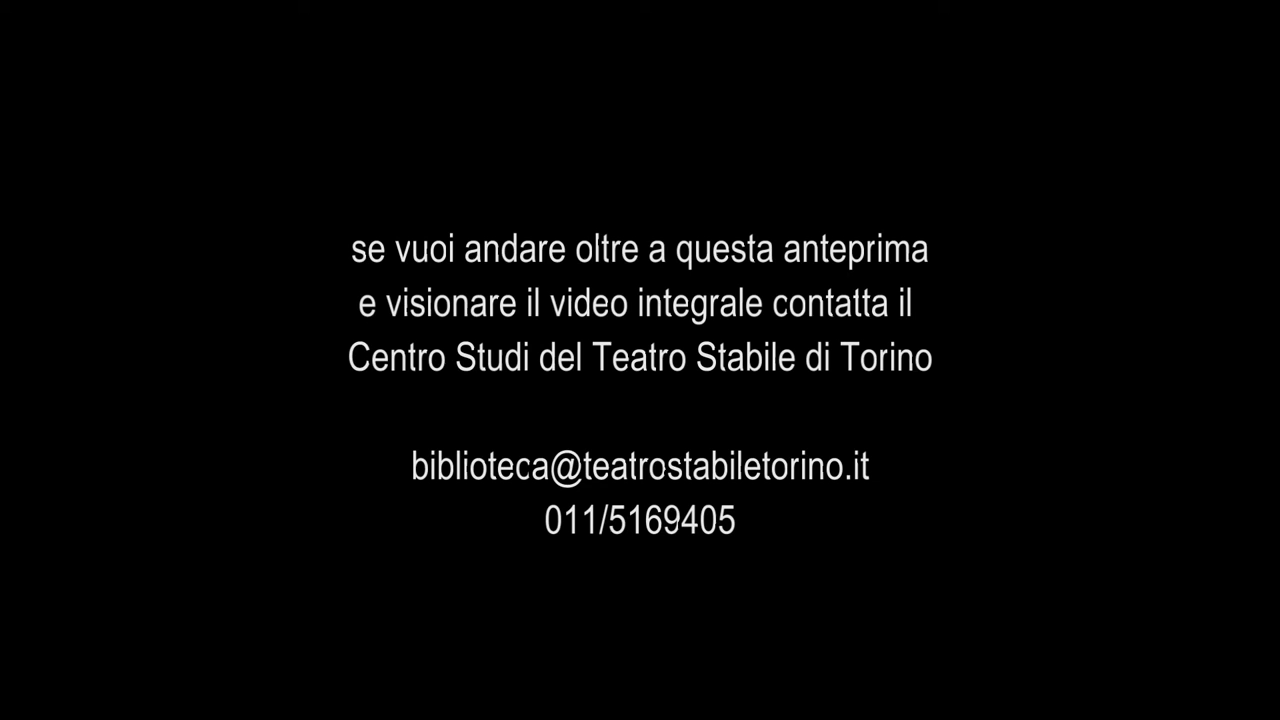 se vuoi andare oltre a questa anteprima
e visionare il video integrale contatta il
Centro Studi del Teatro Stabile di Torino
biblioteca@teatrostabiletorino.it
011/5169405